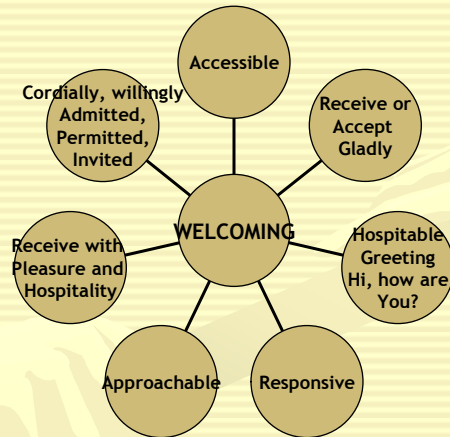 Accessible
Cordially, willingly
Admitted,
Permitted,
Invited
Receive or
Accept
Gladly
WELCOMING
Receive with
Pleasure and
Hospitality
Hospitable
Greeting
Hi, how are
You?
Approachable
Responsive